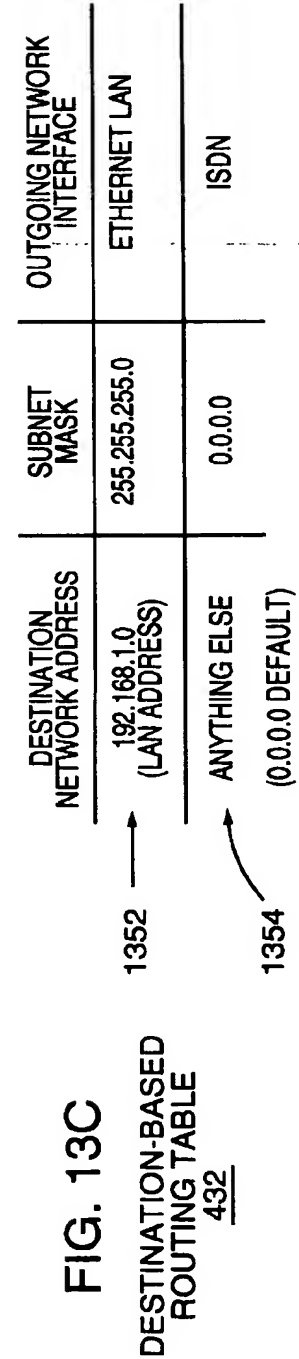 FIG. 13C
DESTINATION-BASED
ROUTING TABLE
432
DESTINATION
NETWORK ADDRESS
SUBNET
MASK
OUTGOING NETWORK
INTERFACE
1352
192.168.1.0
(LAN ADDRESS)
255.255.255.0
ETHERNET LAN
1354
ANYTHING ELSE
(0.0.0.0 DEFAULT)
0.0.0.0
ISDN